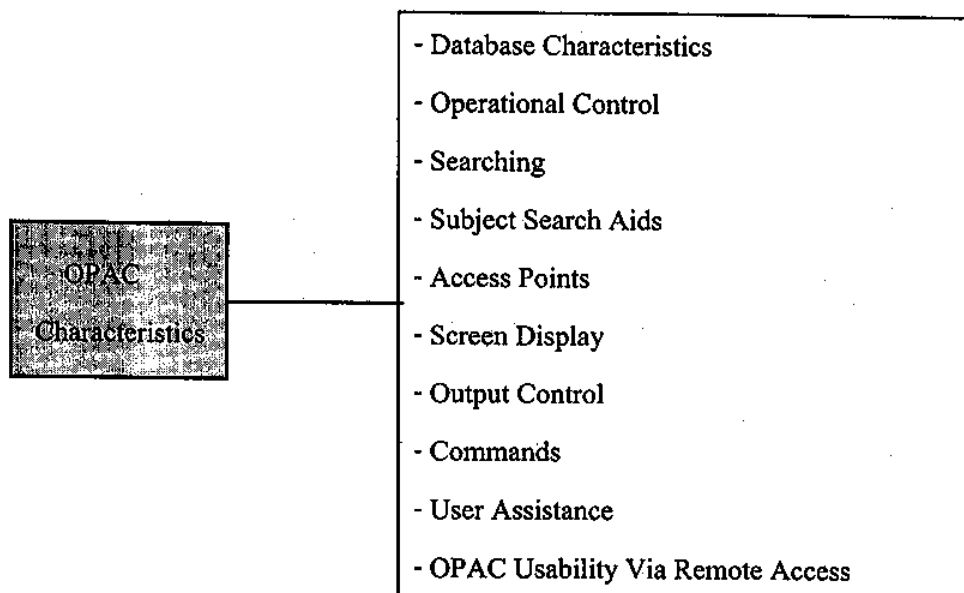 OPAC
Characteristics
- Database Characteristics
- Operational Control
- Searching
- Subject Search Aids
- Access Points
- Screen Display
- Output Control
- Commands
- User Assistance
- OPAC Usability Via Remote Access